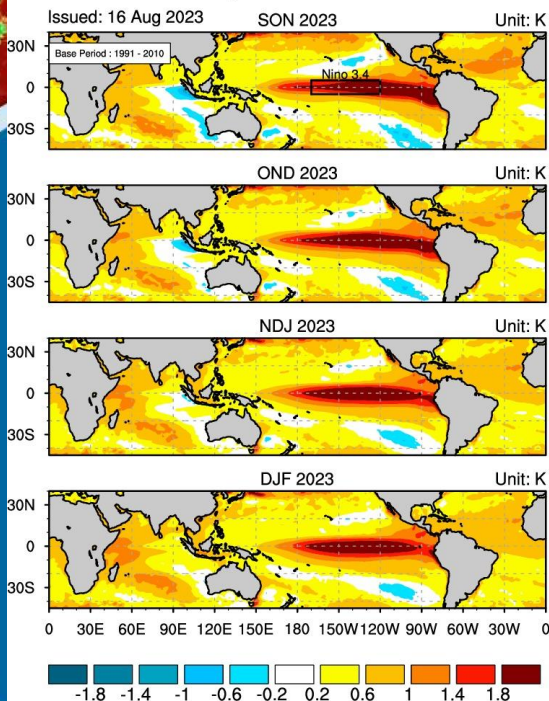 Issued: 16 Aug 2023 SON 2023 Unit: K
30N
Base Period : 1991 - 2010
Nino 3.4
0
30S
OND 2023 Unit: K
30N
0
30S
NDJ 2023 Unit: K
30N
0
30S
DJF 2023 Unit: K
30N
0
30S
0 30E 60E 90E 120E 150E 180 150W 120W 90W 60W 30W 0
-1.8 -1.4 -1 -0.6 -0.2 0.2 0.6 1 1.4 1.8